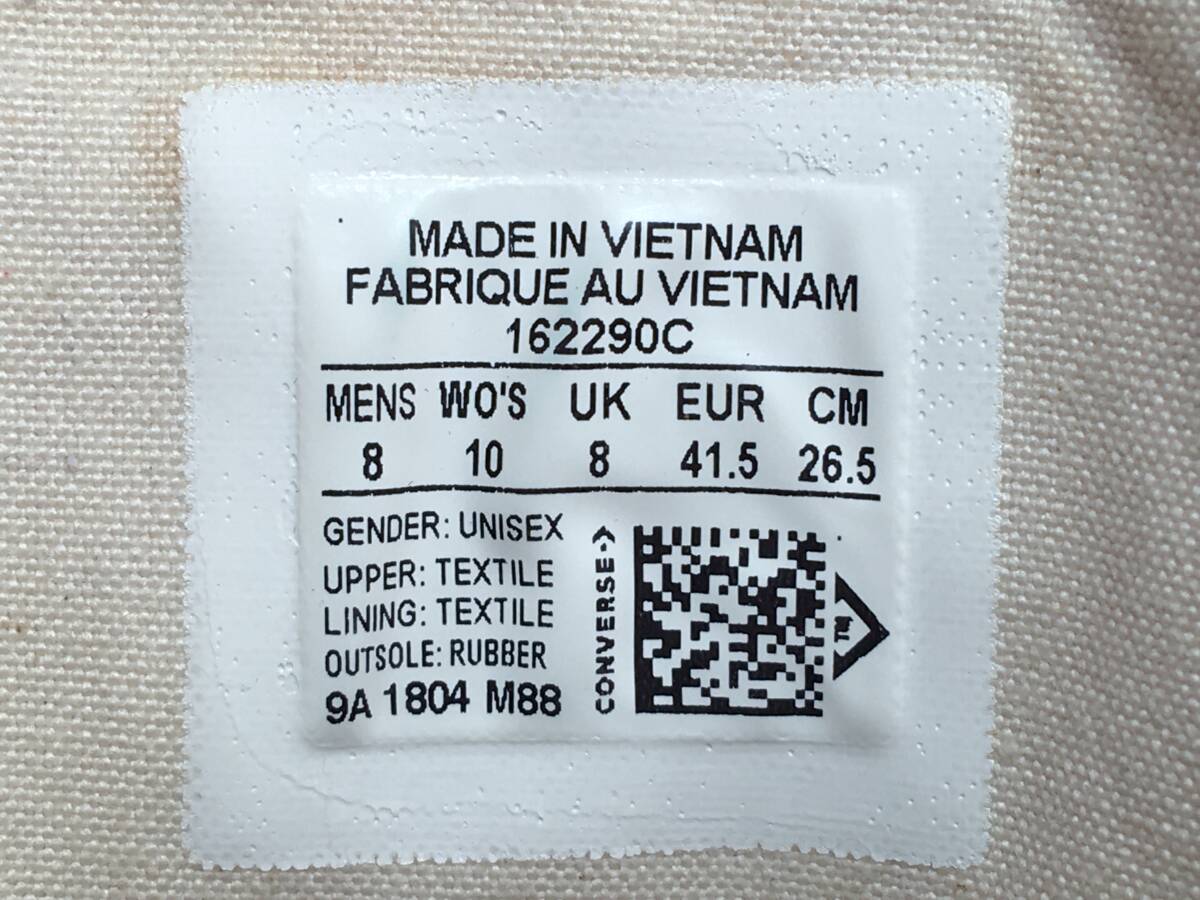 MADE IN VIETNAM
FABRIQUE AU VIETNAM
162290C
MENS WO'S UK EUR CM
8 10 8 41.5 26.5
GENDER: UNISEX
UPPER: TEXTILE
LINING: TEXTILE
OUTSOLE: RUBBER
9A 1804 M88
CONVERSE